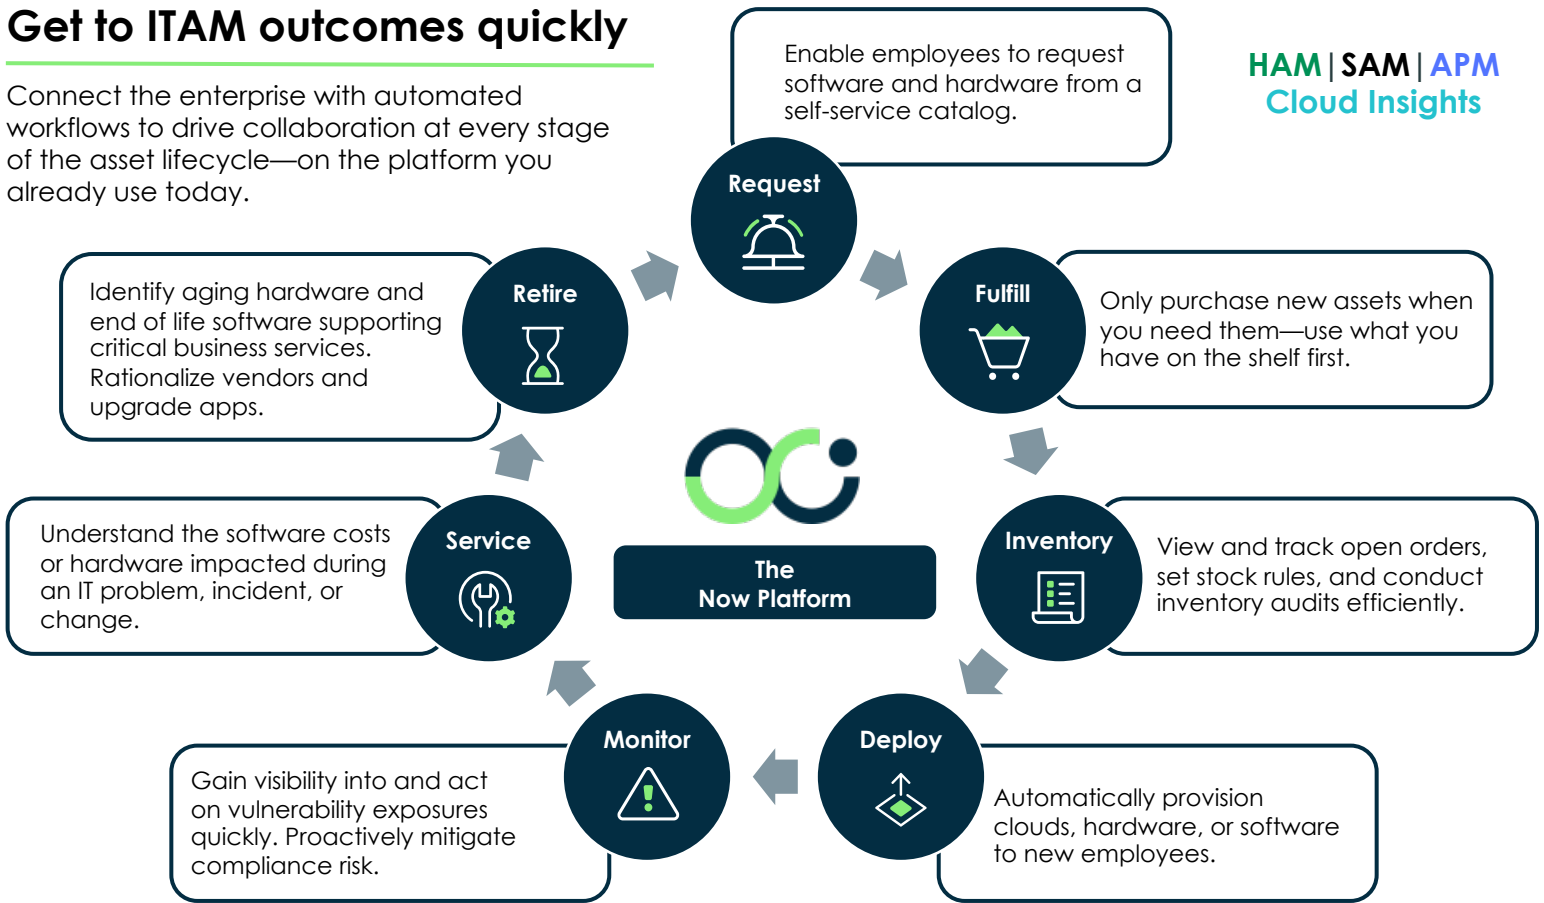 Get to ITAM outcomes quickly
Connect the enterprise with automated
workflows to drive collaboration at every stage
of the asset lifecycle—on the platform you
already use today.
HAM|SAM|APM
Cloud Insights
Enable employees to request
software and hardware from a
self-service catalog.
Request
Fulfill
Only purchase new assets when
you need them—use what you
have on the shelf first.
Inventory
View and track open orders,
set stock rules, and conduct
inventory audits efficiently.
Deploy
Automatically provision
clouds, hardware, or software
to new employees.
Monitor
Gain visibility into and act
on vulnerability exposures
quickly. Proactively mitigate
compliance risk.
Service
Understand the software costs
or hardware impacted during
an IT problem, incident, or
change.
Retire
Identify aging hardware and
end of life software supporting
critical business services.
Rationalize vendors and
upgrade apps.
The
Now Platform